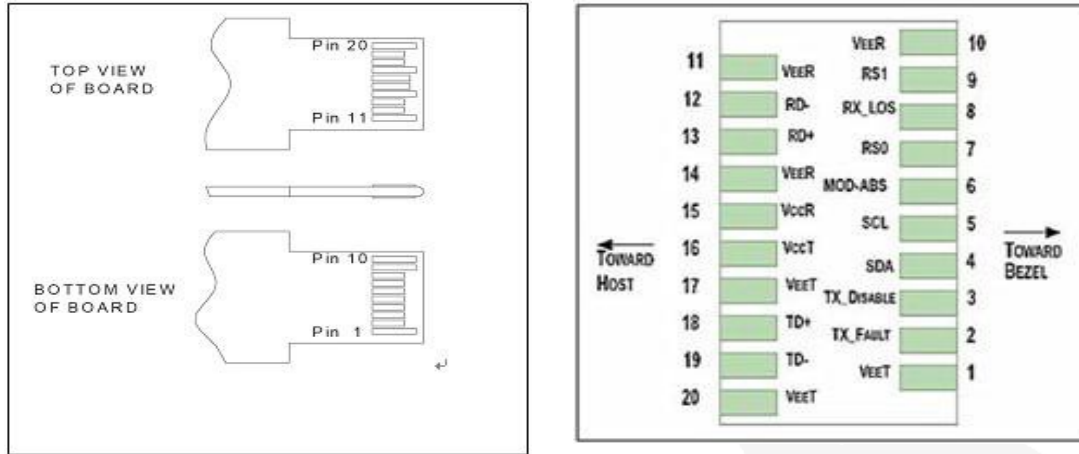 Pin 20
TOP VIEW
OF BOARD
Pin 11
Pin 10
BOTTOM VIEW
OF BOARD
Pin 1
↵
VEER 10
11 VEER
RS1 9
12 RD-
RX_LOS 8
13 RD+
RS0 7
14 VEER
MOD-ABS 6
15 VCCR
SCL 5
16 VCCT
SDA 4
17 VEET
TX_DISABLE 3
18 TD+
TX_FAULT 2
19 TD-
VEET 1
20 VEET
TOWARD
HOST
TOWARD
BEZEL